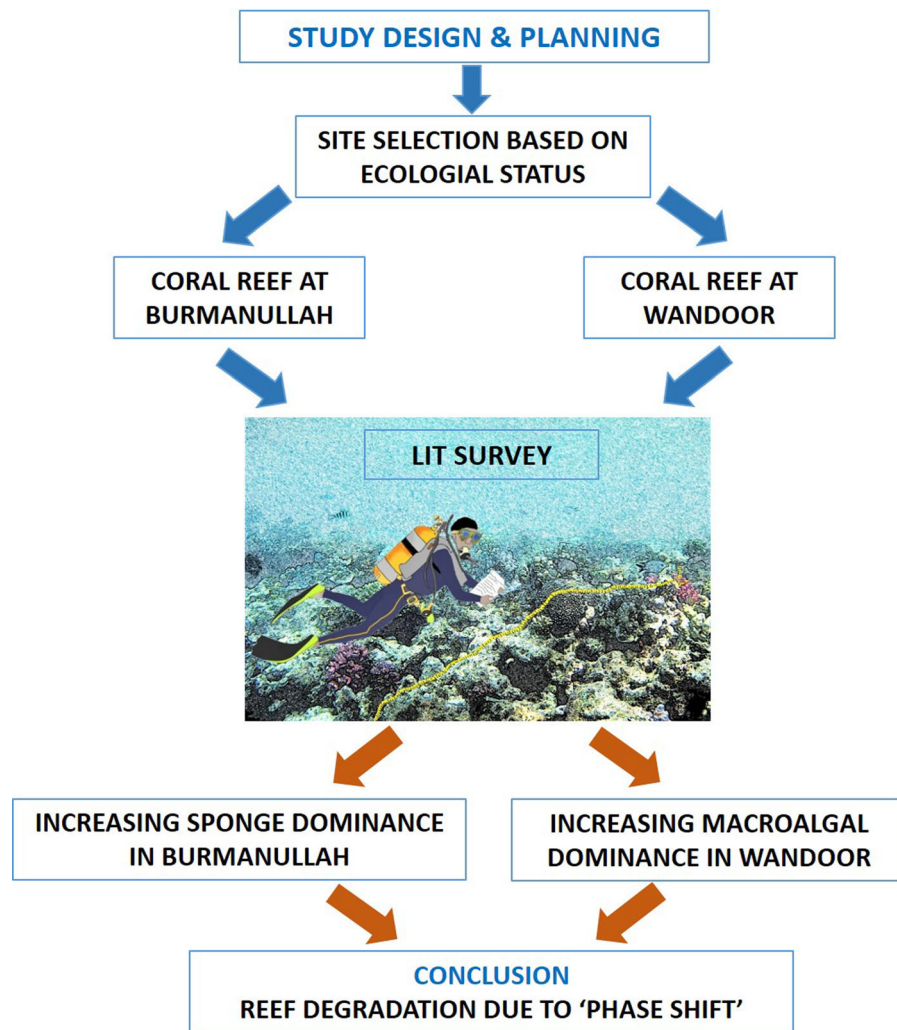 STUDY DESIGN & PLANNING
SITE SELECTION BASED ON
ECOLOGIAL STATUS
CORAL REEF AT
BURMANULLAH
CORAL REEF AT
WANDOOR
LIT SURVEY
INCREASING SPONGE DOMINANCE
IN BURMANULLAH
INCREASING MACROALGAL
DOMINANCE IN WANDOOR
CONCLUSION
REEF DEGRADATION DUE TO ‘PHASE SHIFT’